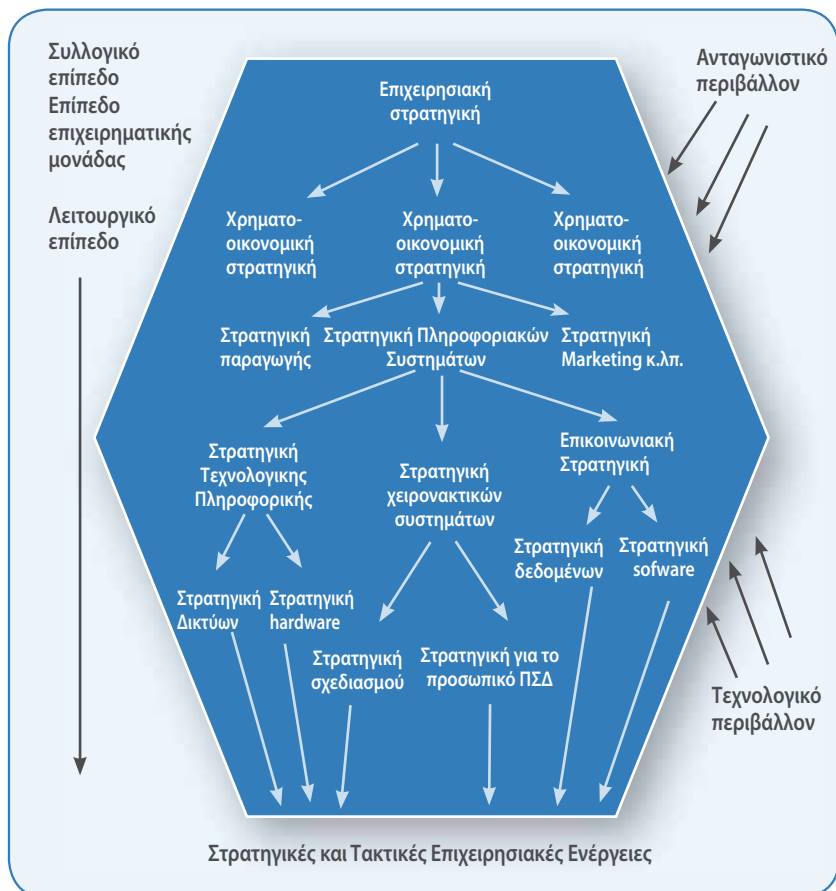 Συλλογικό
επίπεδο
Επίπεδο
επιχειρηματικής
μονάδας
Λειτουργικό
επίπεδο
Ανταγωνιστικό
περιβάλλον
Επιχειρησιακή
στρατηγική
Χρηματο-
οικονομική
στρατηγική
Χρηματο-
οικονομική
στρατηγική
Χρηματο-
οικονομική
στρατηγική
Στρατηγική
παραγωγής
Στρατηγική Πληροφοριακών
Συστημάτων
Στρατηγική
Marketing κ.λπ.
Στρατηγική
Τεχνολογικης
Πληροφορικής
Στρατηγική
χειρονακτικών
συστημάτων
Επικοινωνιακή
Στρατηγική
Στρατηγική
δεδομένων
Στρατηγική
sofware
Στρατηγική
Δικτύων
Στρατηγική
hardware
Στρατηγική
σχεδιασμού
Στρατηγική για το
προσωπικό ΠΣΔ
Τεχνολογικό
περιβάλλον
Στρατηγικές και Τακτικές Επιχειρησιακές Ενέργειες